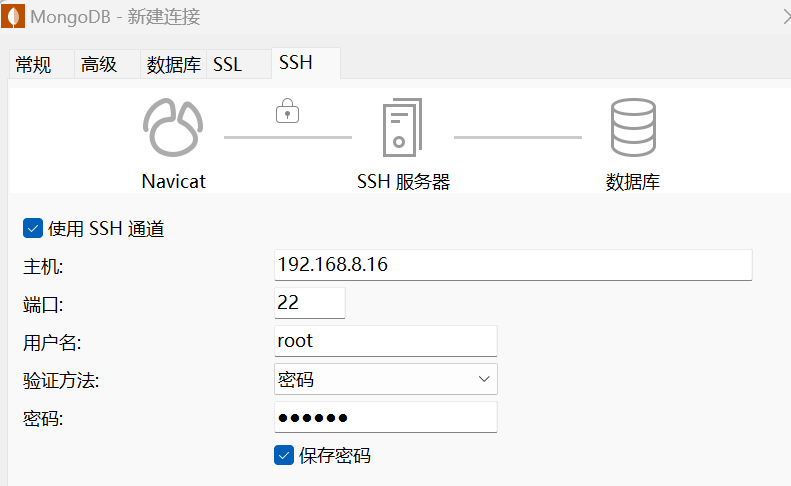 MongoDB - 新建连接
常规 高级 数据库 SSL SSH
Navicat SSH 服务器 数据库
使用 SSH 通道
主机: 192.168.8.16
端口: 22
用户名: root
验证方法: 密码
密码: ●●●●●●
保存密码